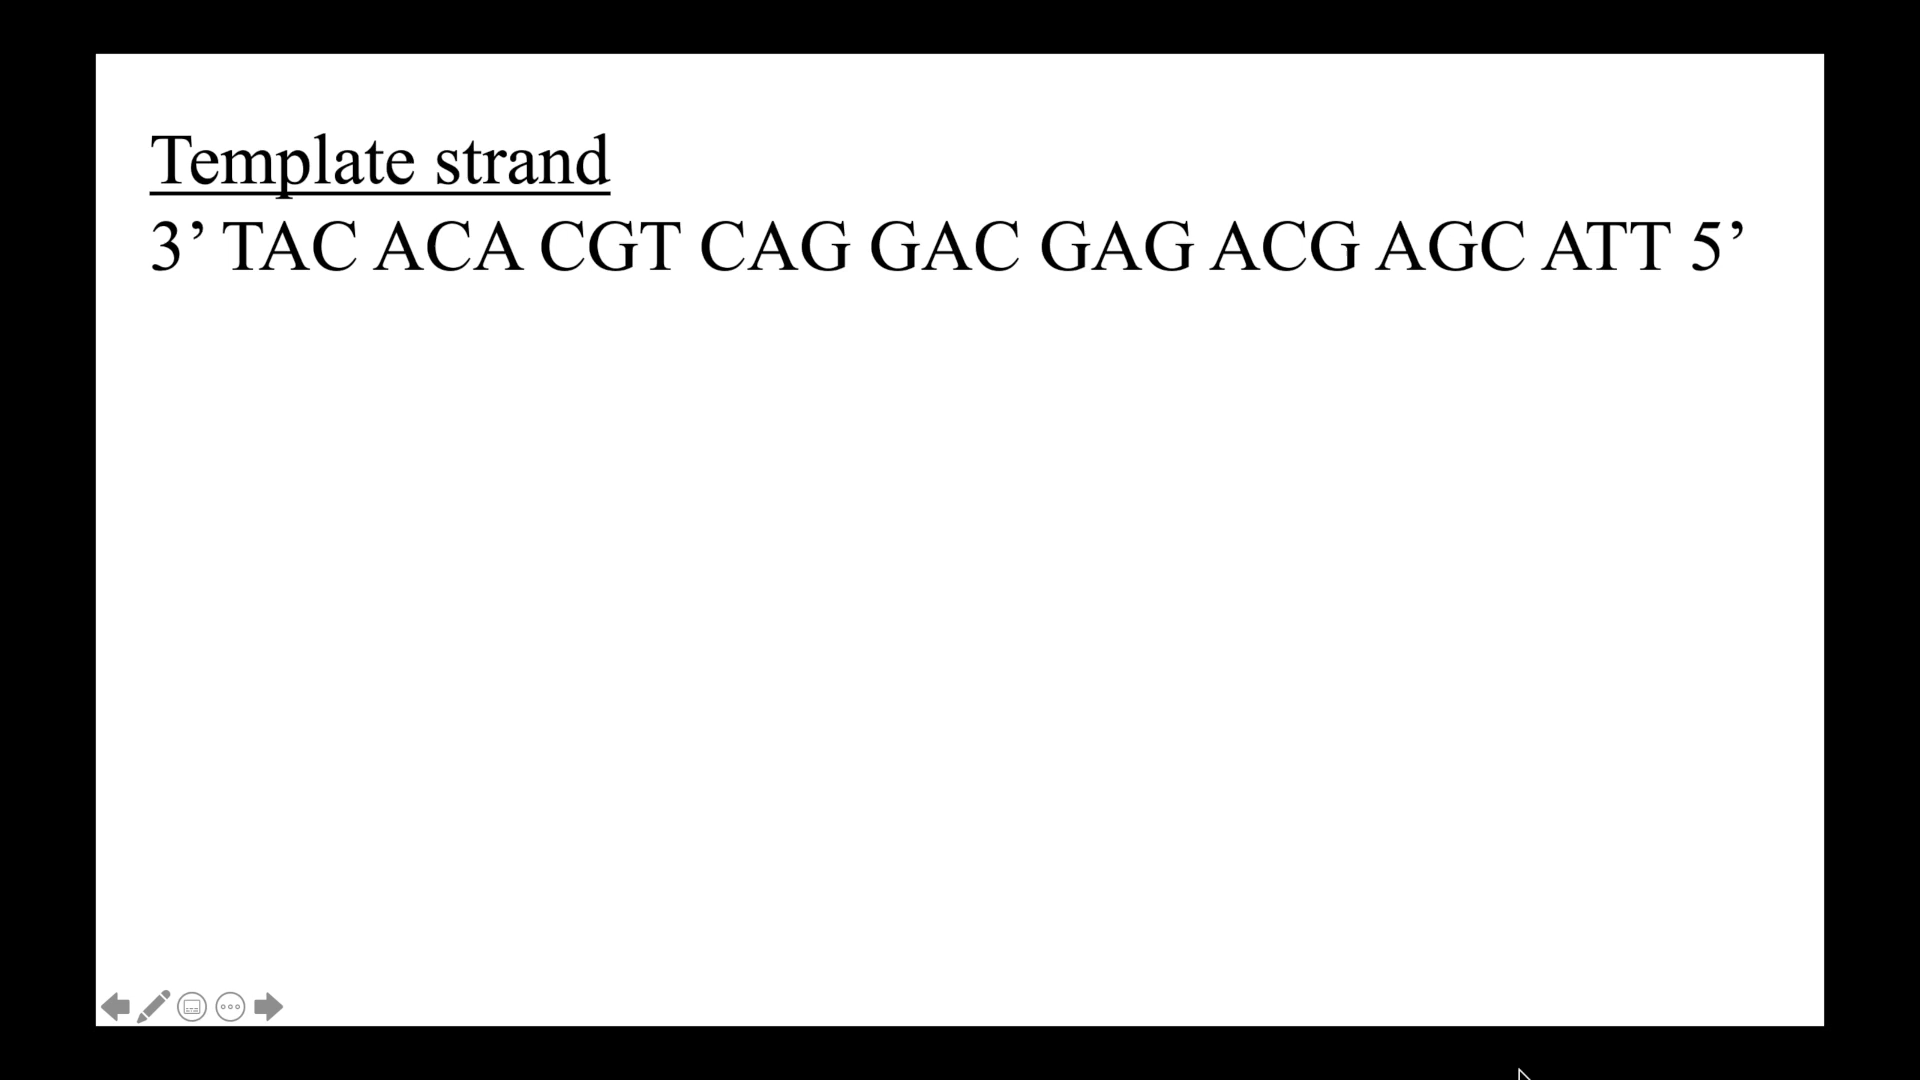 Template strand
3’ TAC ACA CGT CAG GAC GAG ACG AGC ATT 5’